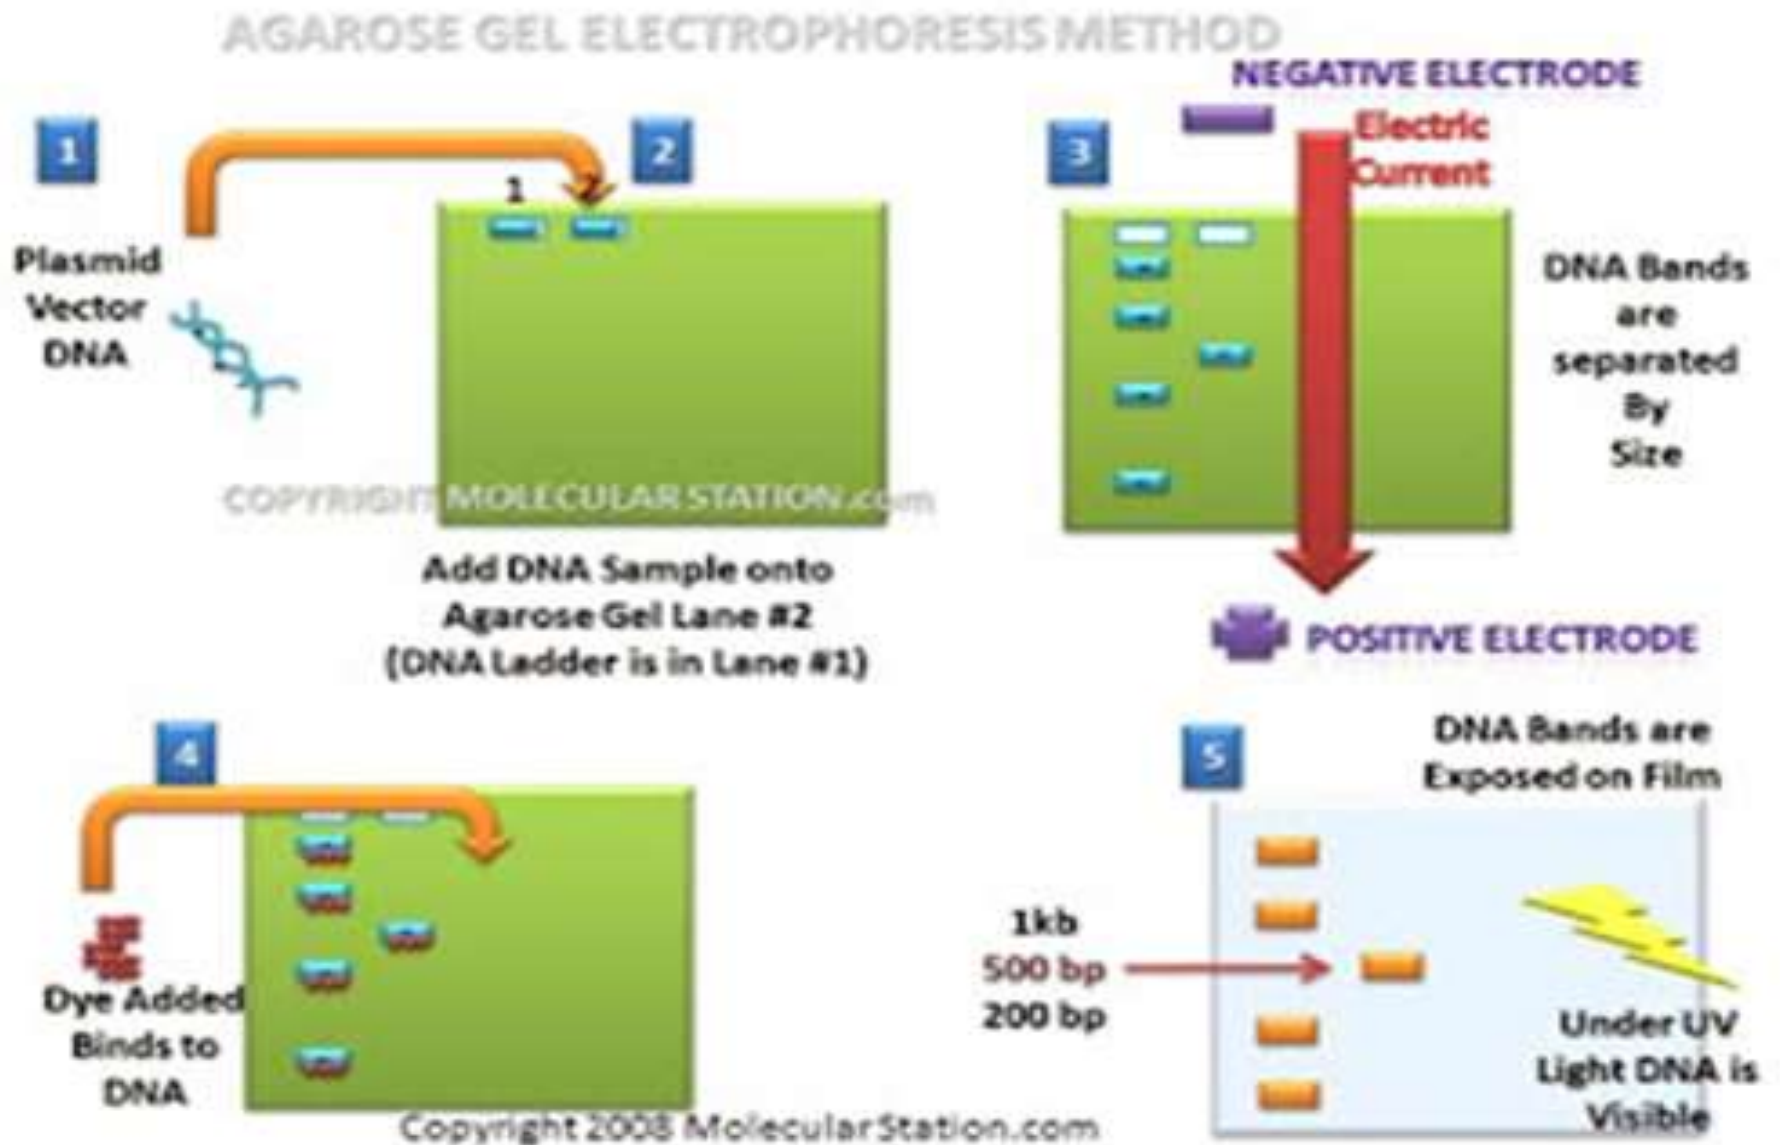 AGAROSE GEL ELECTROPHORESIS METHOD
1
Plasmid
Vector
DNA
2
1
2
COPYRIGHT MOLECULAR STATION.com
Add DNA Sample onto
Agarose Gel Lane #2
(DNA Ladder is in Lane #1)
3
NEGATIVE ELECTRODE
Electric
Current
DNA Bands
are
separated
By
Size
POSITIVE ELECTRODE
4
Dye Added
Binds to
DNA
5
DNA Bands are
Exposed on Film
1kb
500 bp
200 bp
Under UV
Light DNA is
Visible
Copyright 2008 MolecularStation.com